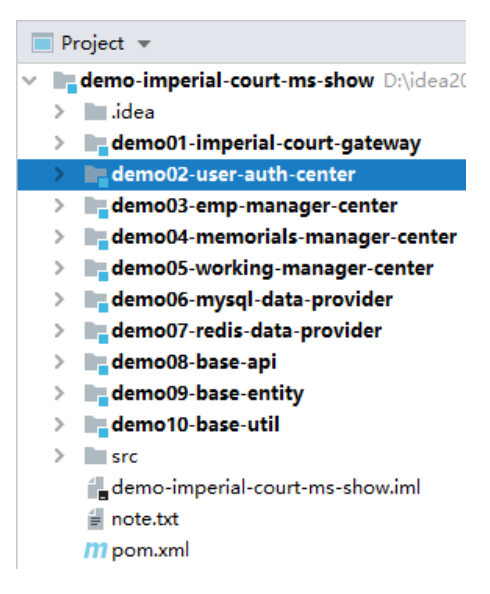 Project
demo-imperial-court-ms-show D:\idea20
.idea
demo01-imperial-court-gateway
demo02-user-auth-center
demo03-emp-manager-center
demo04-memorials-manager-center
demo05-working-manager-center
demo06-mysql-data-provider
demo07-redis-data-provider
demo08-base-api
demo09-base-entity
demo10-base-util
src
demo-imperial-court-ms-show.iml
note.txt
pom.xml